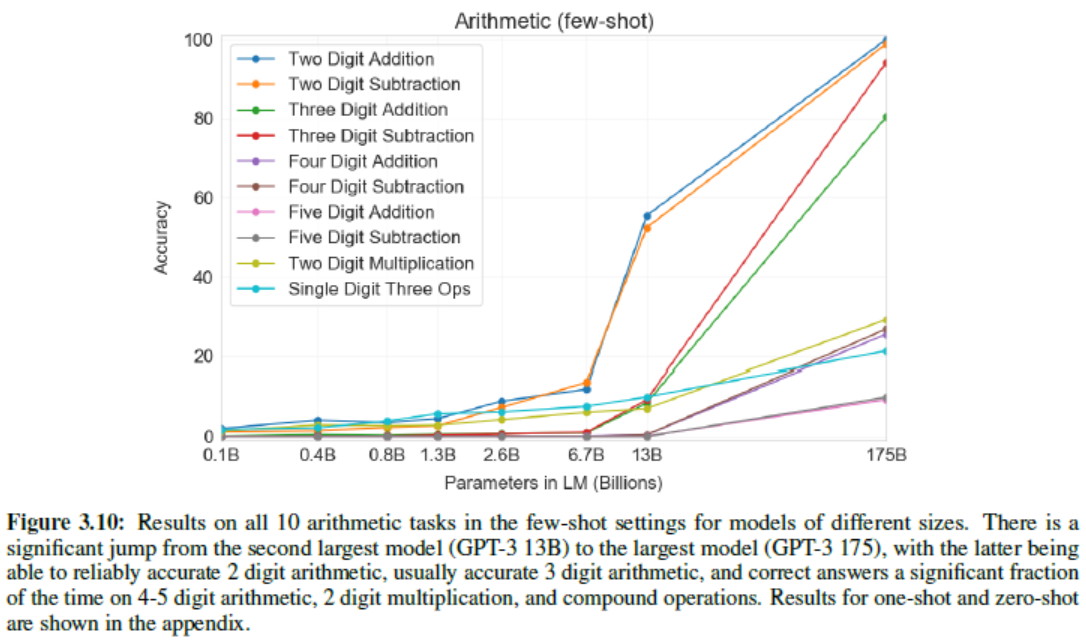 Arithmetic (few-shot)
100
80
60
40
20
0
Accuracy
Two Digit Addition
Two Digit Subtraction
Three Digit Addition
Three Digit Subtraction
Four Digit Addition
Four Digit Subtraction
Five Digit Addition
Five Digit Subtraction
Two Digit Multiplication
Single Digit Three Ops
0.1B 0.4B 0.8B 1.3B 2.6B 6.7B 13B 175B
Parameters in LM (Billions)
Figure 3.10: Results on all 10 arithmetic tasks in the few-shot settings for models of different sizes. There is a
significant jump from the second largest model (GPT-3 13B) to the largest model (GPT-3 175), with the latter being
able to reliably accurate 2 digit arithmetic, usually accurate 3 digit arithmetic, and correct answers a significant fraction
of the time on 4-5 digit arithmetic, 2 digit multiplication, and compound operations. Results for one-shot and zero-shot
are shown in the appendix.